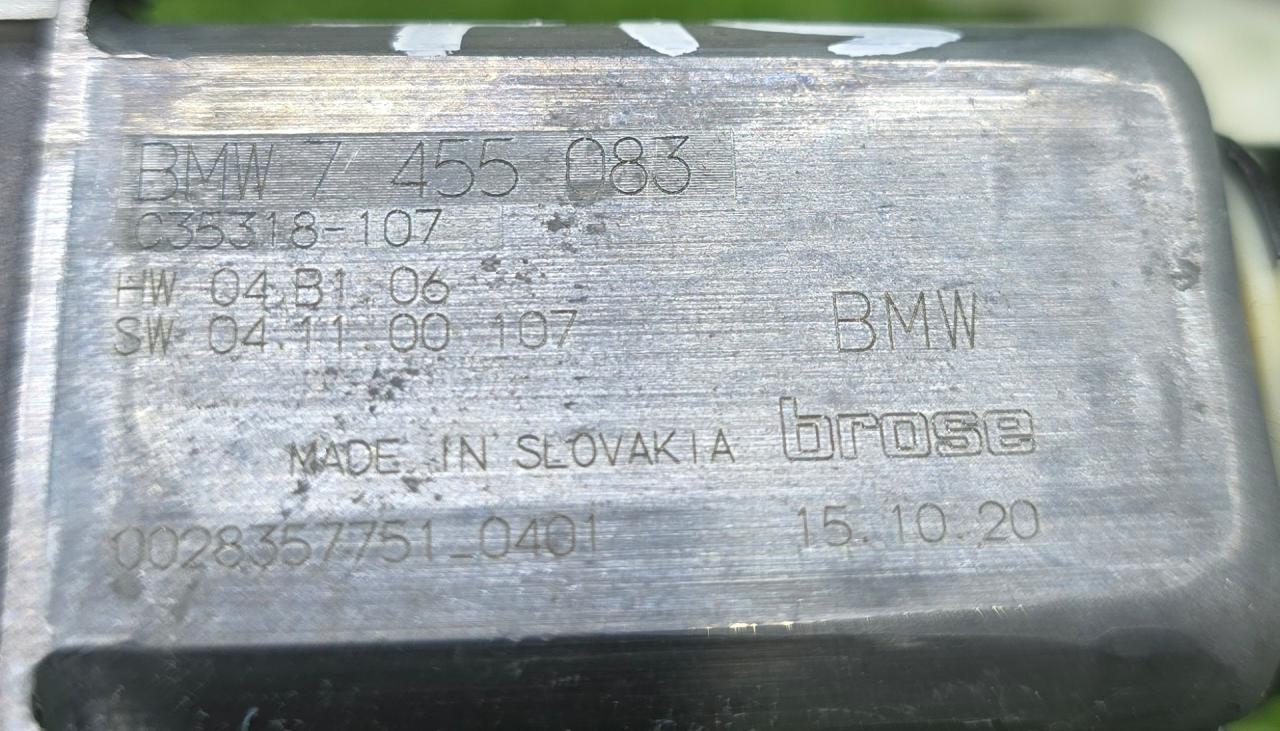 BMW 7 455 083
C35318-107
HW 04.B1.06
SW 04.11.00 107
BMW
MADE IN SLOVAKIA brose
0028357751_0401 15.10.20